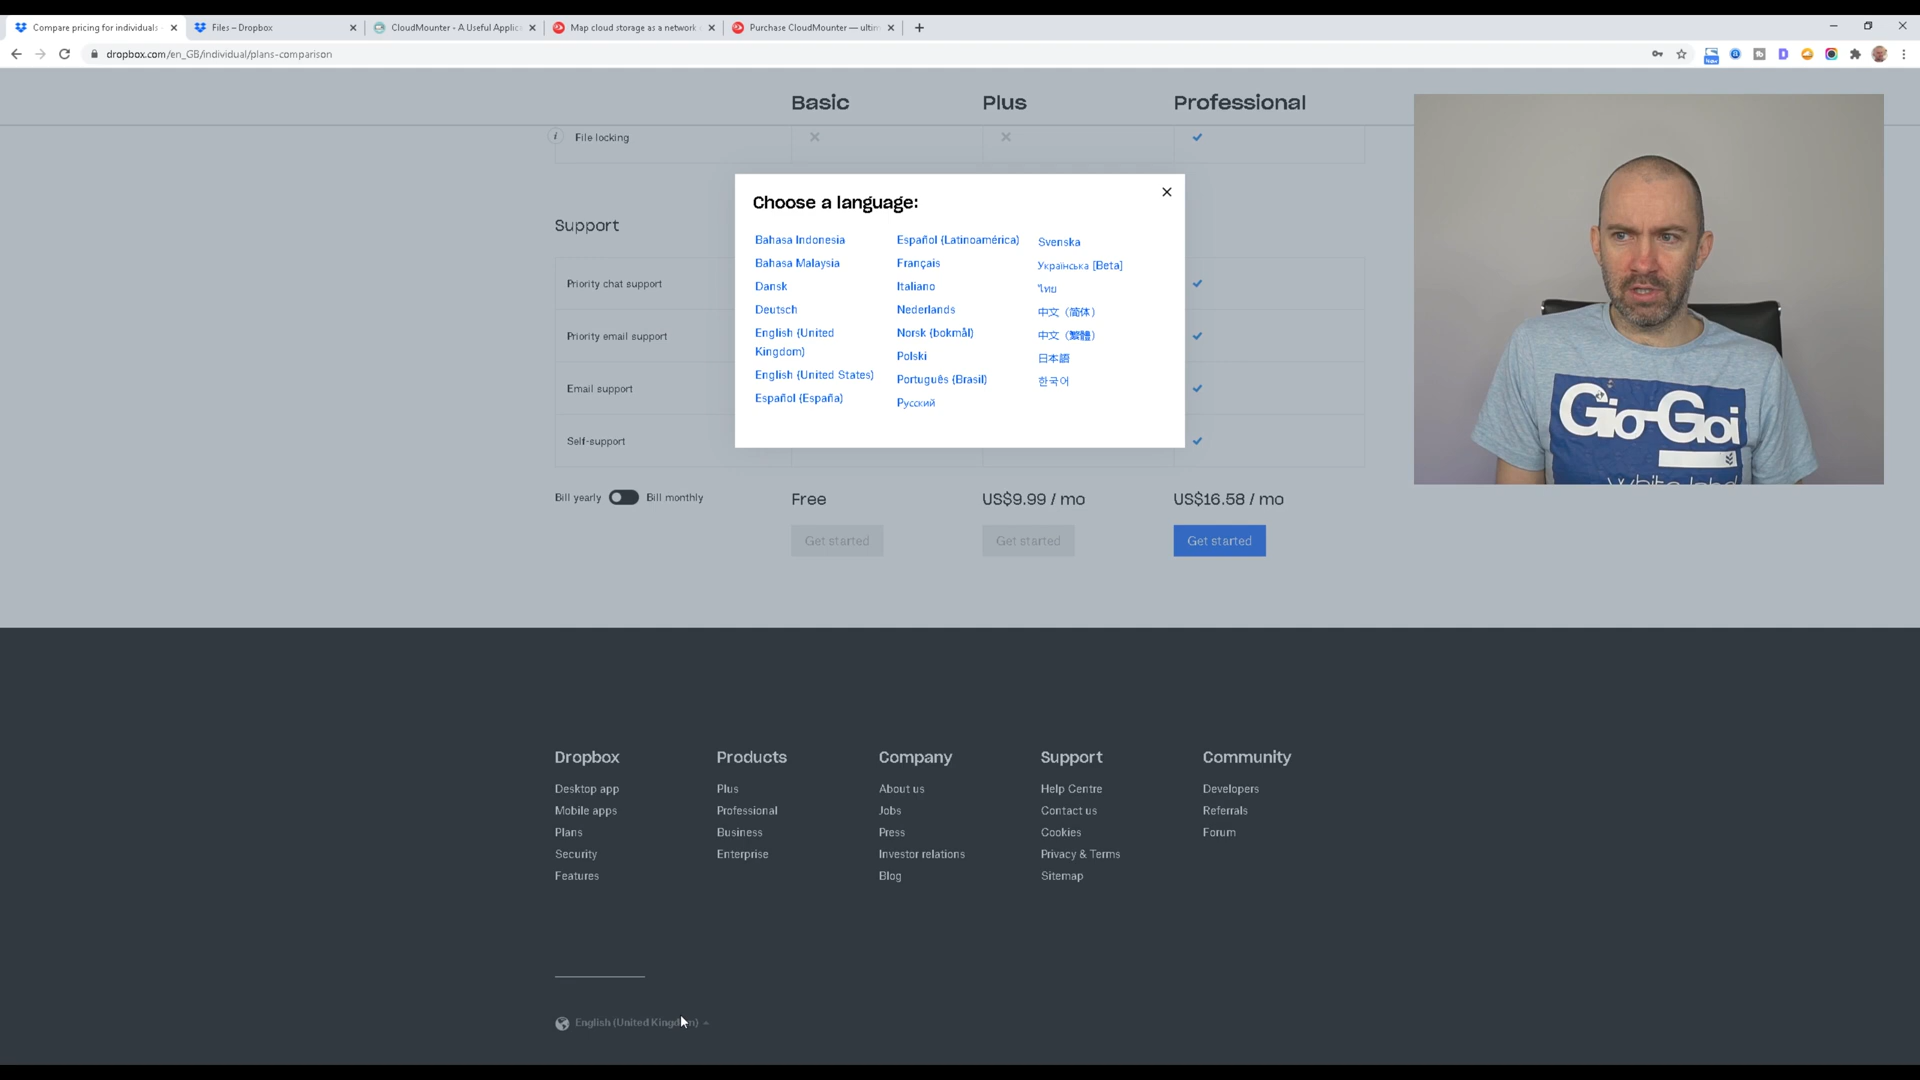 Compare pricing for individuals
Files – Dropbox
CloudMounter - A Useful Applic
Map cloud storage as a network
Purchase CloudMounter — ultim
dropbox.com/en_GB/individual/plans-comparison
Basic
Plus
Professional
File locking
Choose a language:
Bahasa Indonesia
Bahasa Malaysia
Dansk
Deutsch
English (United
Kingdom)
English (United States)
Español (España)
Español (Latinoamérica)
Français
Italiano
Nederlands
Norsk (bokmål)
Polski
Português (Brasil)
Русский
Svenska
Українська [Beta]
ไทย
中文（简体）
中文（繁體）
日本語
한국어
Support
Priority chat support
Priority email support
Email support
Self-support
Bill yearly
Bill monthly
Free
US$9.99 / mo
US$16.58 / mo
Get started
Get started
Get started
Gio-Goi
Dropbox
Desktop app
Mobile apps
Plans
Security
Features
Products
Plus
Professional
Business
Enterprise
Company
About us
Jobs
Press
Investor relations
Blog
Support
Help Centre
Contact us
Cookies
Privacy & Terms
Sitemap
Community
Developers
Referrals
Forum
English (United Kingdom)